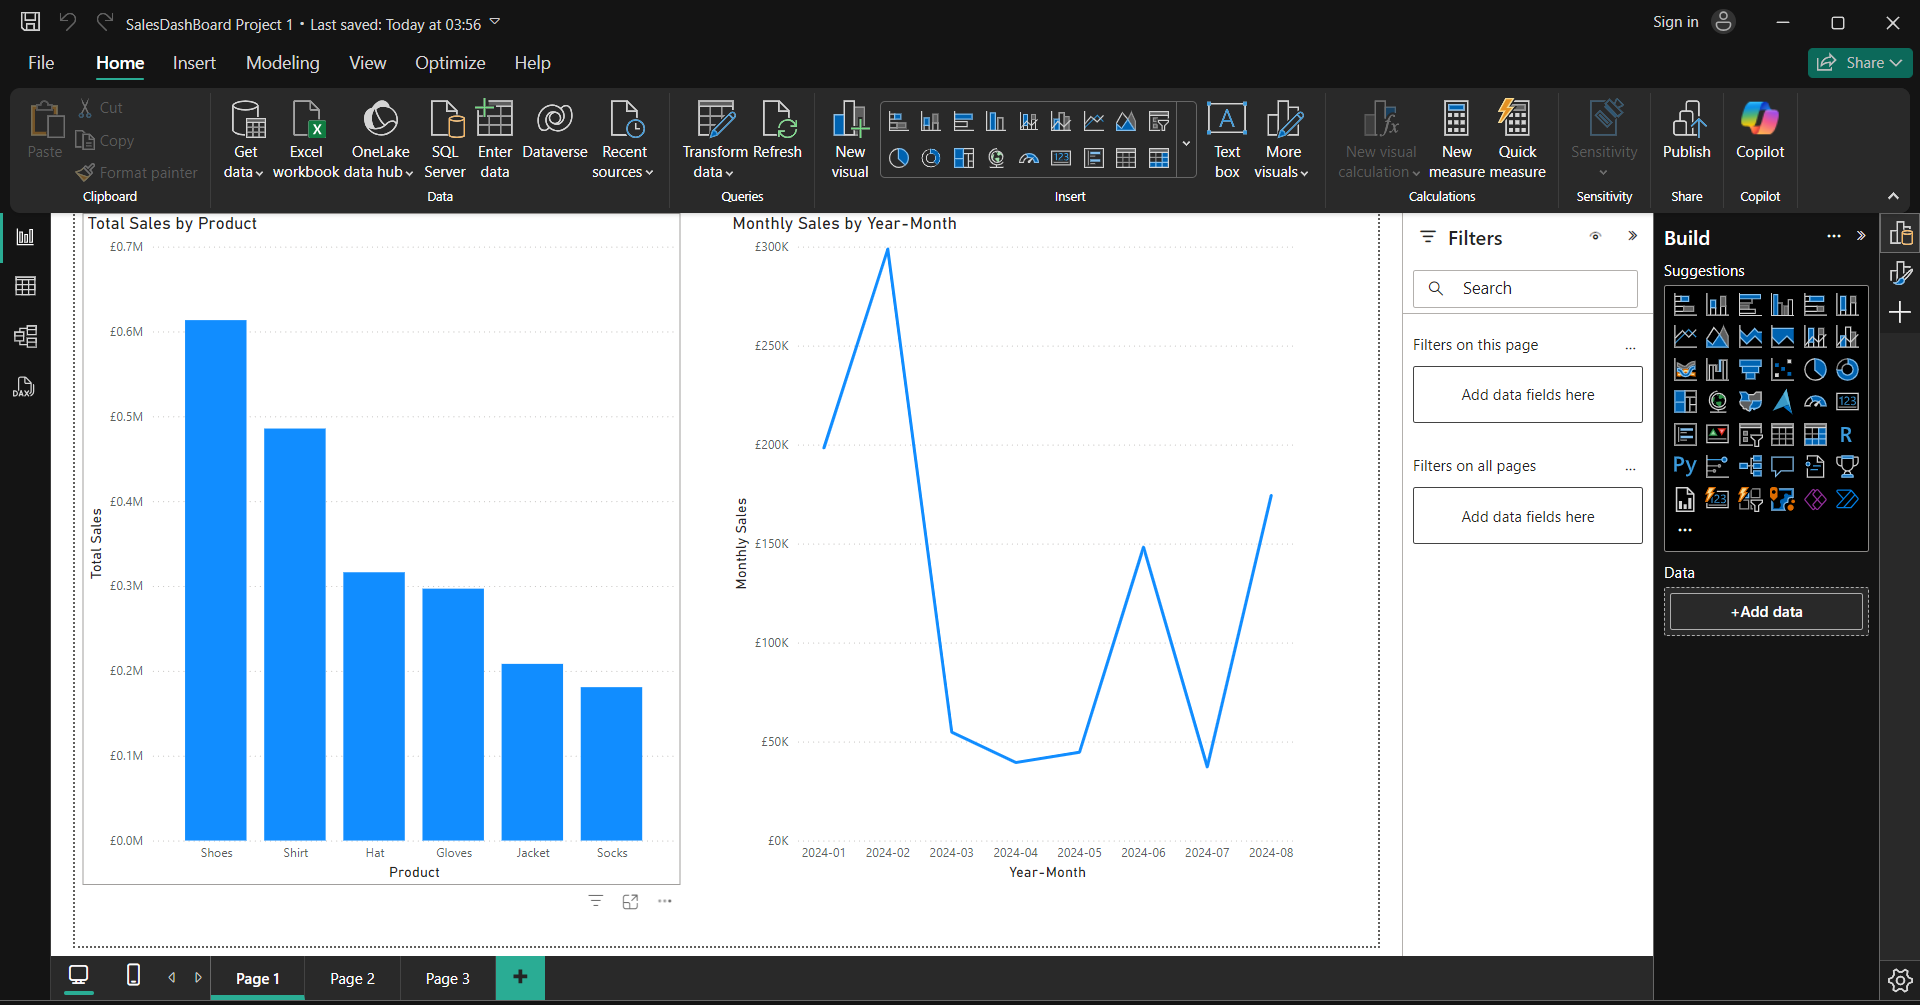 SalesDashBoard Project 1 • Last saved: Today at 03:56
Sign in
File Home Insert Modeling View Optimize Help
Share
Paste
Cut
Copy
Format painter
Clipboard
Get data
Excel workbook
OneLake data hub
SQL Server
Enter data
Dataverse
Recent sources
Data
Transform data
Refresh
Queries
New visual
Text box
More visuals
Insert
New visual calculation
New measure
Quick measure
Calculations
Sensitivity
Sensitivity
Publish
Share
Copilot
Copilot
Total Sales by Product
£0.7M
£0.6M
£0.5M
£0.4M
£0.3M
£0.2M
£0.1M
£0.0M
Total Sales
Shoes Shirt Hat Gloves Jacket Socks
Product
Monthly Sales by Year-Month
£300K
£250K
£200K
£150K
£100K
£50K
£0K
Monthly Sales
2024-01 2024-02 2024-03 2024-04 2024-05 2024-06 2024-07 2024-08
Year-Month
Filters
Search
Filters on this page
Add data fields here
Filters on all pages
Add data fields here
Build
Suggestions
123
R
Py
123
Data
+Add data
DAX
Page 1 Page 2 Page 3